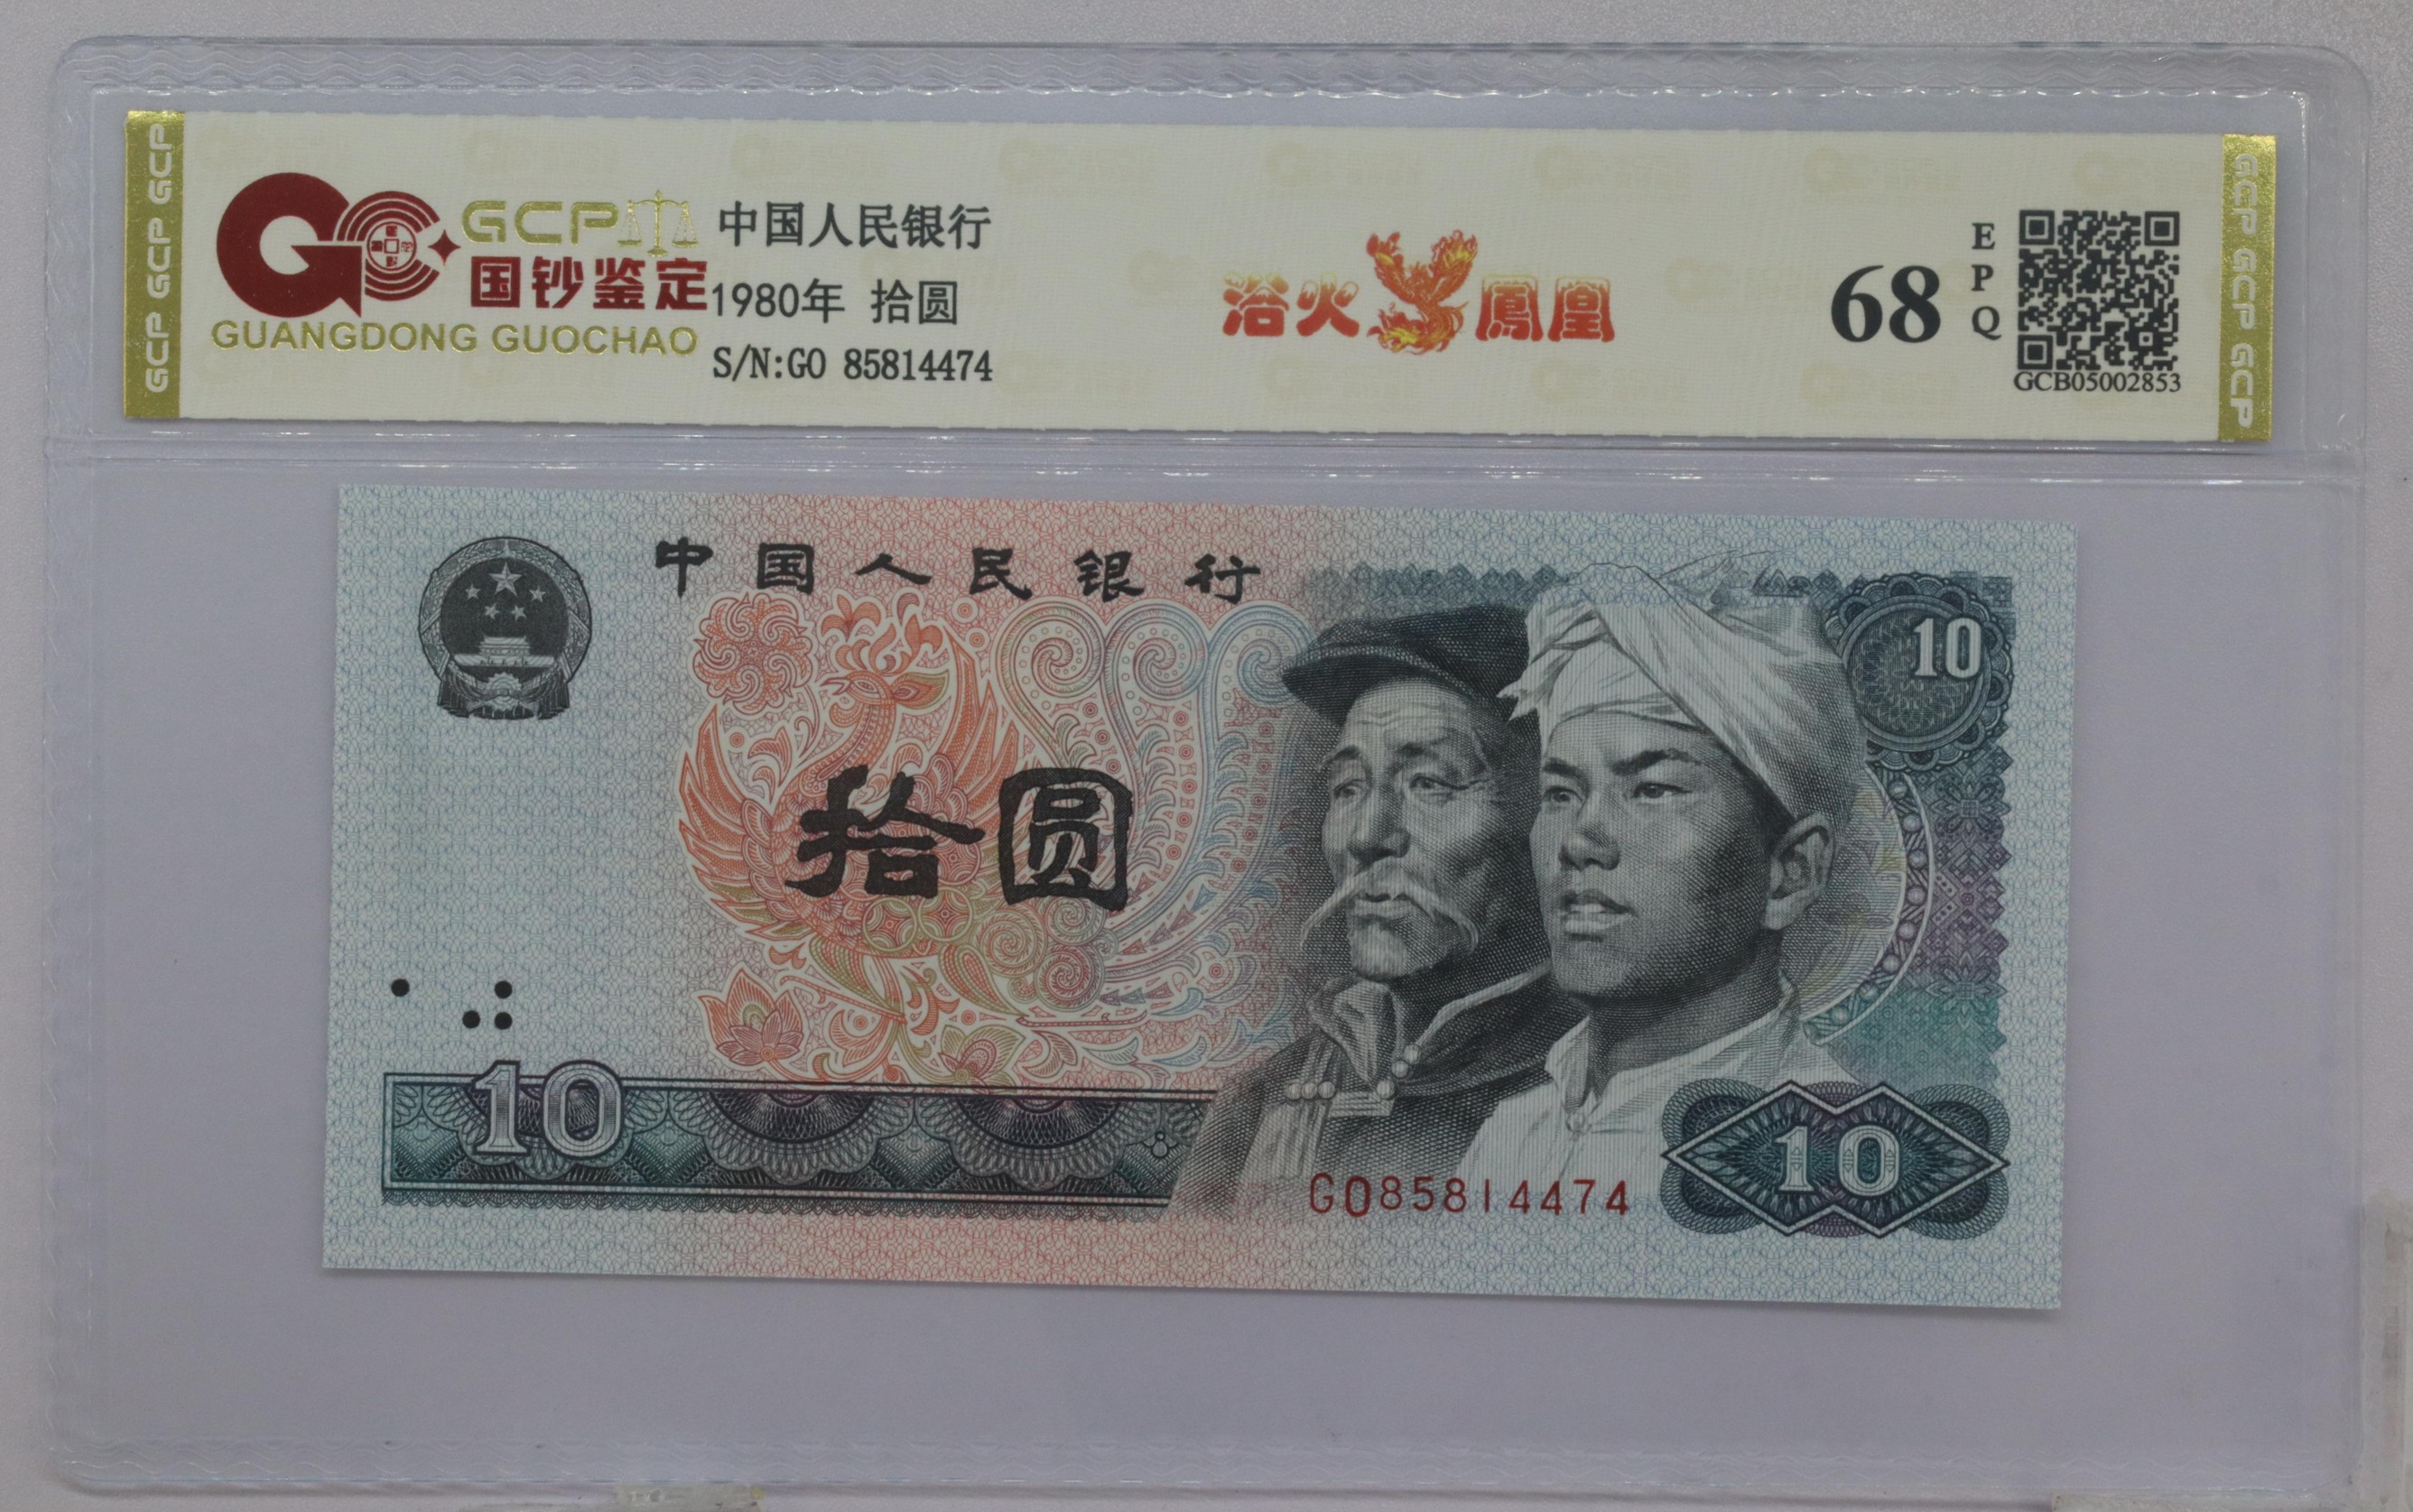 GCP GCP GCP
GCP
国钞鉴定
GUANGDONG GUOCHAO
中国人民银行
1980年 拾圆
S/N:GO 85814474
浴火鳳凰
68
EPQ
GCB05002853
GCP GCP GCP
中国人民银行
10
拾圆
10
GO85814474
10